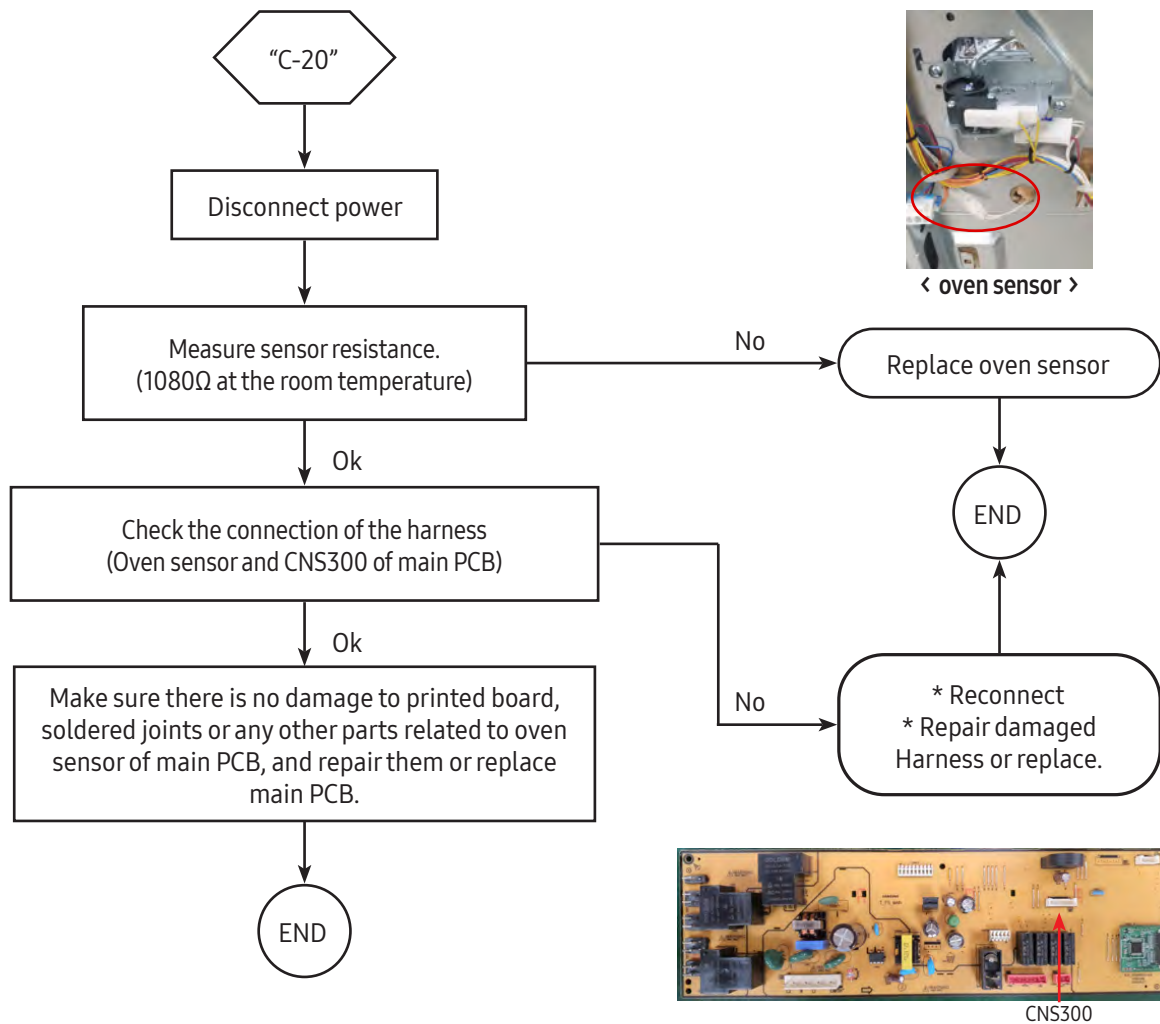 “C-20”
Disconnect power
‹ oven sensor ›
Measure sensor resistance.
(1080Ω at the room temperature)
No
Replace oven sensor
Ok
Check the connection of the harness
(Oven sensor and CNS300 of main PCB)
END
Ok
Make sure there is no damage to printed board,
soldered joints or any other parts related to oven
sensor of main PCB, and repair them or replace
main PCB.
No
* Reconnect
* Repair damaged
Harness or replace.
END
CNS300